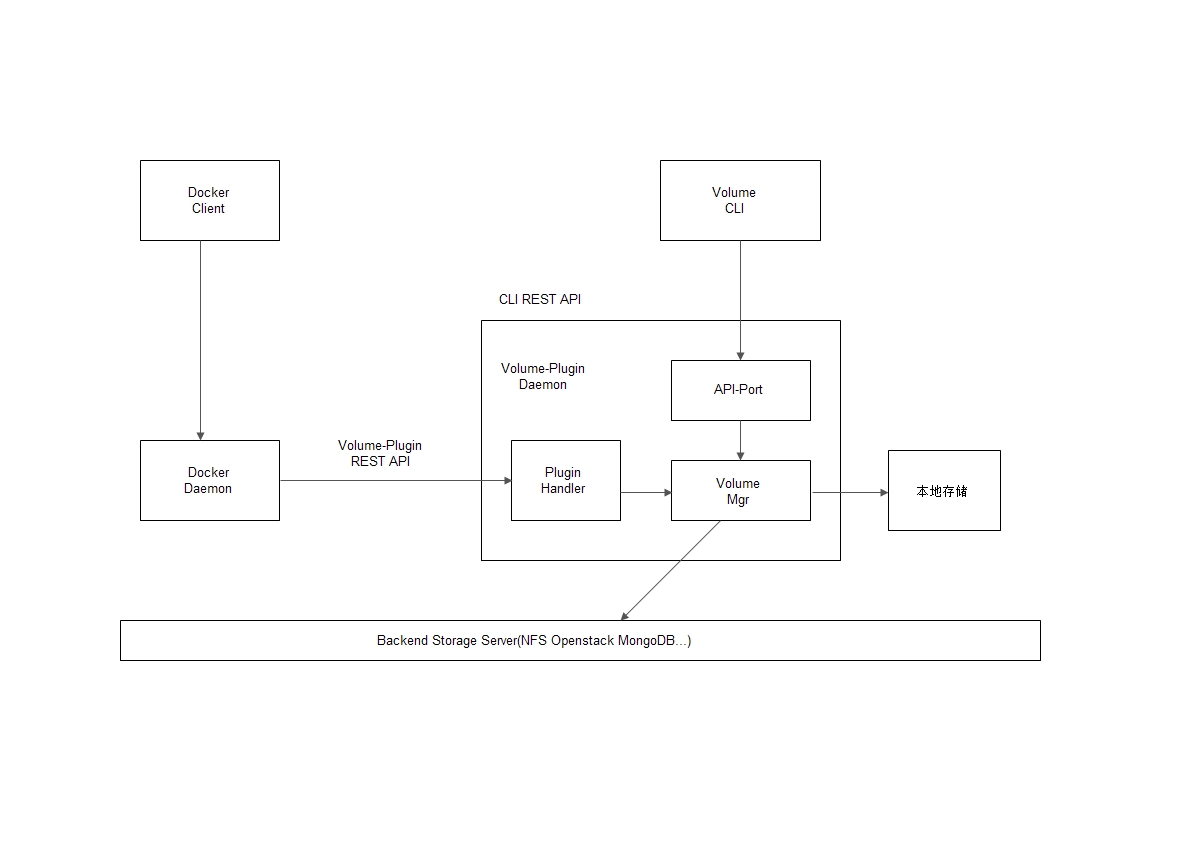 Docker
Client
Volume
CLI
CLI REST API
Volume-Plugin
Daemon
API-Port
Volume-Plugin
REST API
Docker
Daemon
Plugin
Handler
Volume
Mgr
本地存储
Backend Storage Server(NFS Openstack MongoDB...)